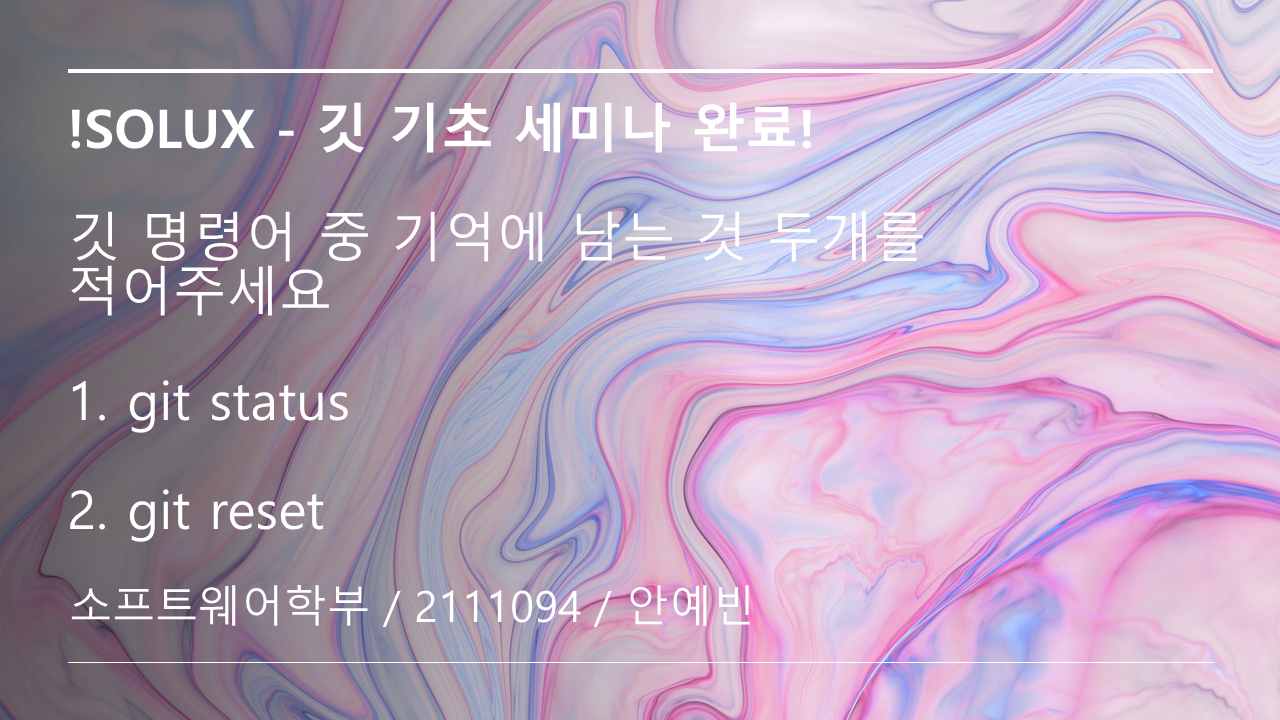 !SOLUX - 깃 기초 세미나 완료!
깃 명령어 중 기억에 남는 것 두개를
적어주세요
1. git status
2. git reset
소프트웨어학부 / 2111094 / 안예빈